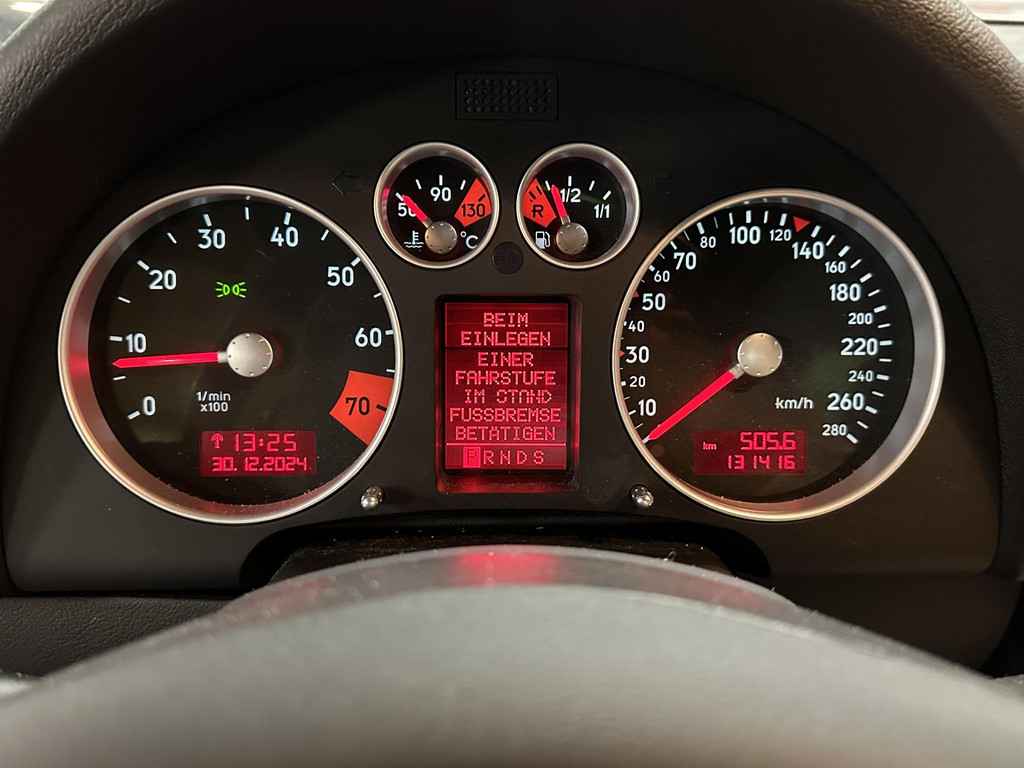 0
10
20
30
40
50
60
70
1/min
x100
13:25
30.12.2024
50
90
130
°C
R
1/2
1/1
BEIM
EINLEGEN
EINER
FAHRSTUFE
IM STAND
FUSSBREMSE
BETÄTIGEN
P R N D S
10
20
30
40
50
60
70
80
100
120
140
160
180
200
220
240
260
280
km/h
km 505.6
131416